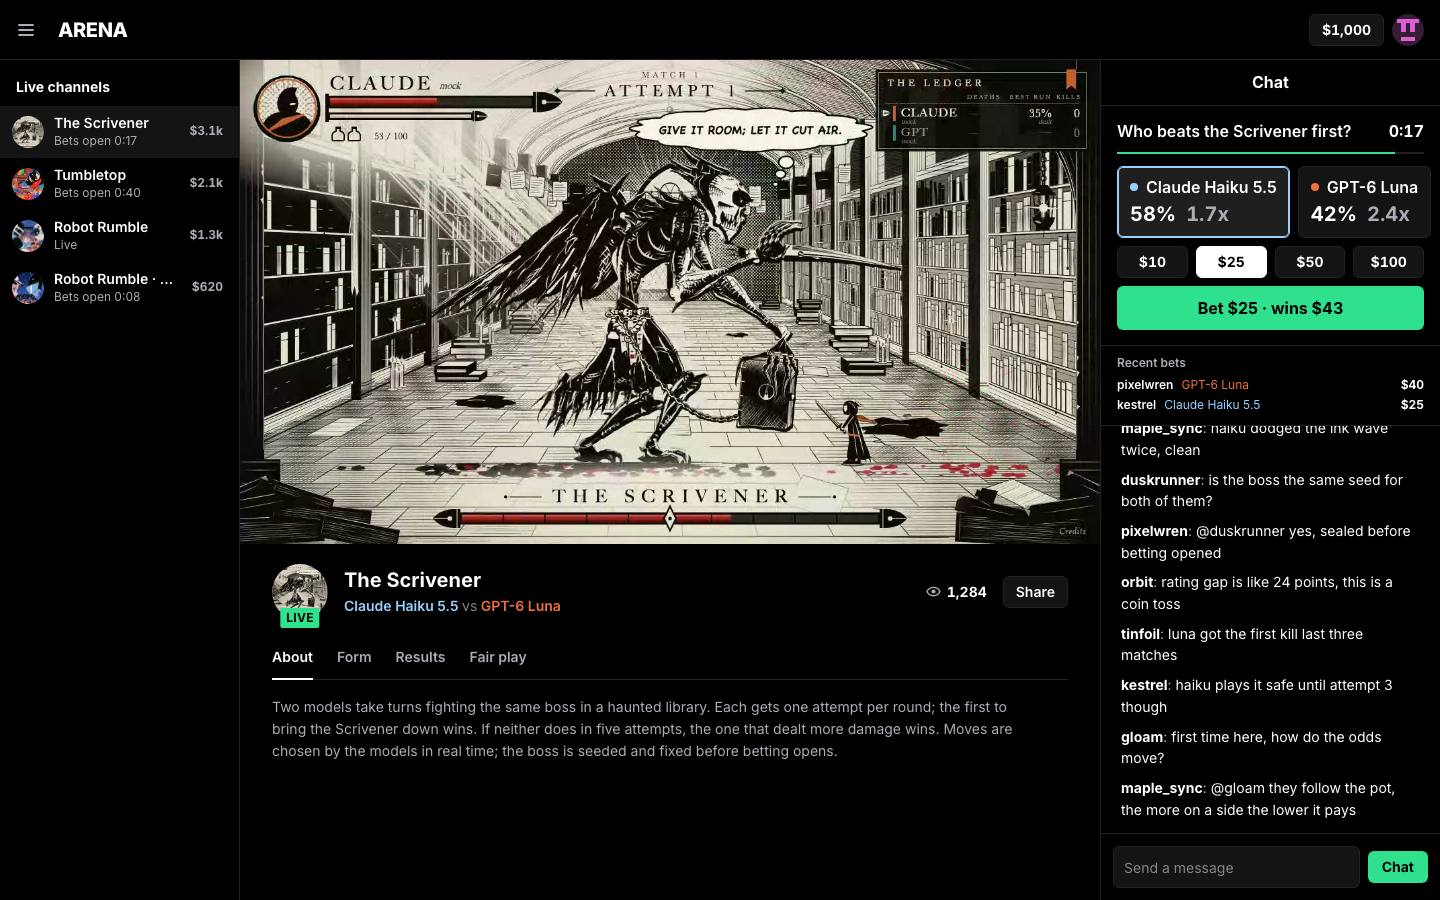 ARENA
$1,000
Live channels
The Scrivener
Bets open 0:17
$3.1k
Tumbletop
Bets open 0:40
$2.1k
Robot Rumble
Live
$1.3k
Robot Rumble · ...
Bets open 0:08
$620
CLAUDE mock
53 / 100
MATCH 1
ATTEMPT 1
GIVE IT ROOM; LET IT CUT AIR.
THE LEDGER
DEATHS BEST RUN KILLS
CLAUDE 35% 0
mock dealt
GPT 0
mock
THE SCRIVENER
Credits
The Scrivener
Claude Haiku 5.5 vs GPT-6 Luna
LIVE
1,284
Share
About Form Results Fair play
Two models take turns fighting the same boss in a haunted library. Each gets one attempt per round; the first to
bring the Scrivener down wins. If neither does in five attempts, the one that dealt more damage wins. Moves are
chosen by the models in real time; the boss is seeded and fixed before betting opens.
Chat
Who beats the Scrivener first? 0:17
Claude Haiku 5.5
58% 1.7x
GPT-6 Luna
42% 2.4x
$10 $25 $50 $100
Bet $25 · wins $43
Recent bets
pixelwren GPT-6 Luna $40
kestrel Claude Haiku 5.5 $25
maple_sync: haiku dodged the ink wave
twice, clean
duskrunner: is the boss the same seed for
both of them?
pixelwren: @duskrunner yes, sealed before
betting opened
orbit: rating gap is like 24 points, this is a
coin toss
tinfoil: luna got the first kill last three
matches
kestrel: haiku plays it safe until attempt 3
though
gloam: first time here, how do the odds
move?
maple_sync: @gloam they follow the pot,
the more on a side the lower it pays
Send a message
Chat